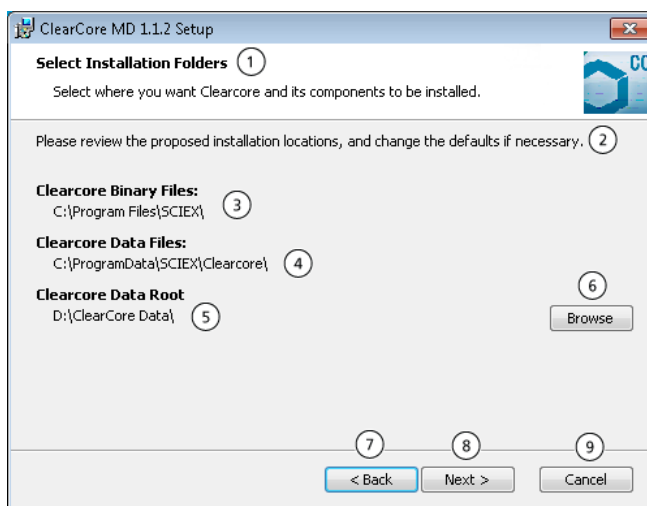 ClearCore MD 1.1.2 Setup
Select Installation Folders 1
Select where you want Clearcore and its components to be installed.
CO
Please review the proposed installation locations, and change the defaults if necessary. 2
Clearcore Binary Files:
C:\Program Files\SCIEX\ 3
Clearcore Data Files:
C:\ProgramData\SCIEX\Clearcore\ 4
Clearcore Data Root
D:\ClearCore Data\ 5
6
Browse
7 8 9
< Back Next > Cancel